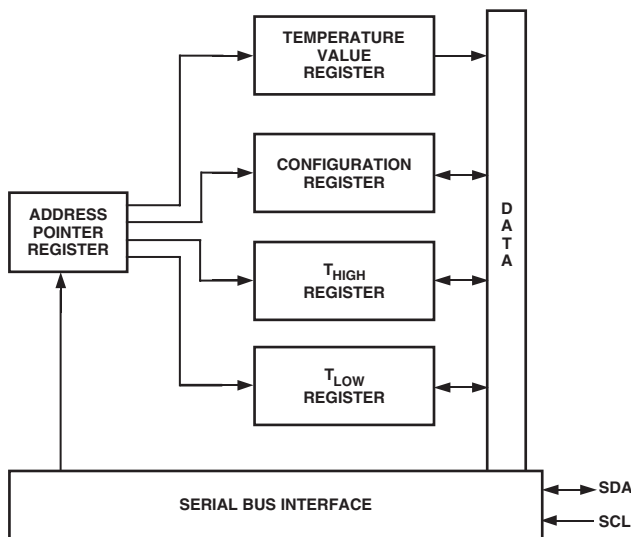 TEMPERATURE
VALUE
REGISTER
CONFIGURATION
REGISTER
ADDRESS
POINTER
REGISTER
THIGH
REGISTER
TLOW
REGISTER
D
A
T
A
SERIAL BUS INTERFACE
SDA
SCL